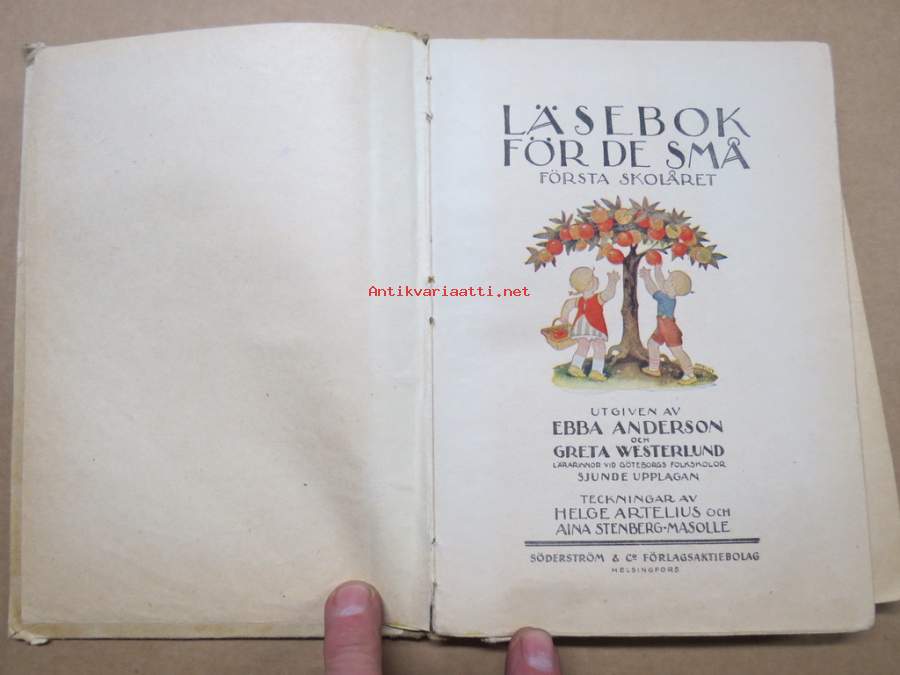 LÄSEBOK
FÖR DE SMÅ
FÖRSTA SKOLÅRET
Antikvariaatti.net
UTGIVEN AV
EBBA ANDERSON
OCH
GRETA WESTERLUND
LÄRARINNOR VID GÖTEBORGS FOLKSKOLOR
SJUNDE UPPLAGAN
TECKNINGAR AV
HELGE ARTELIUS OCH
AINA STENBERG-MASOLLE
SÖDERSTRÖM & Co FÖRLAGSAKTIEBOLAG
HELSINGFORS